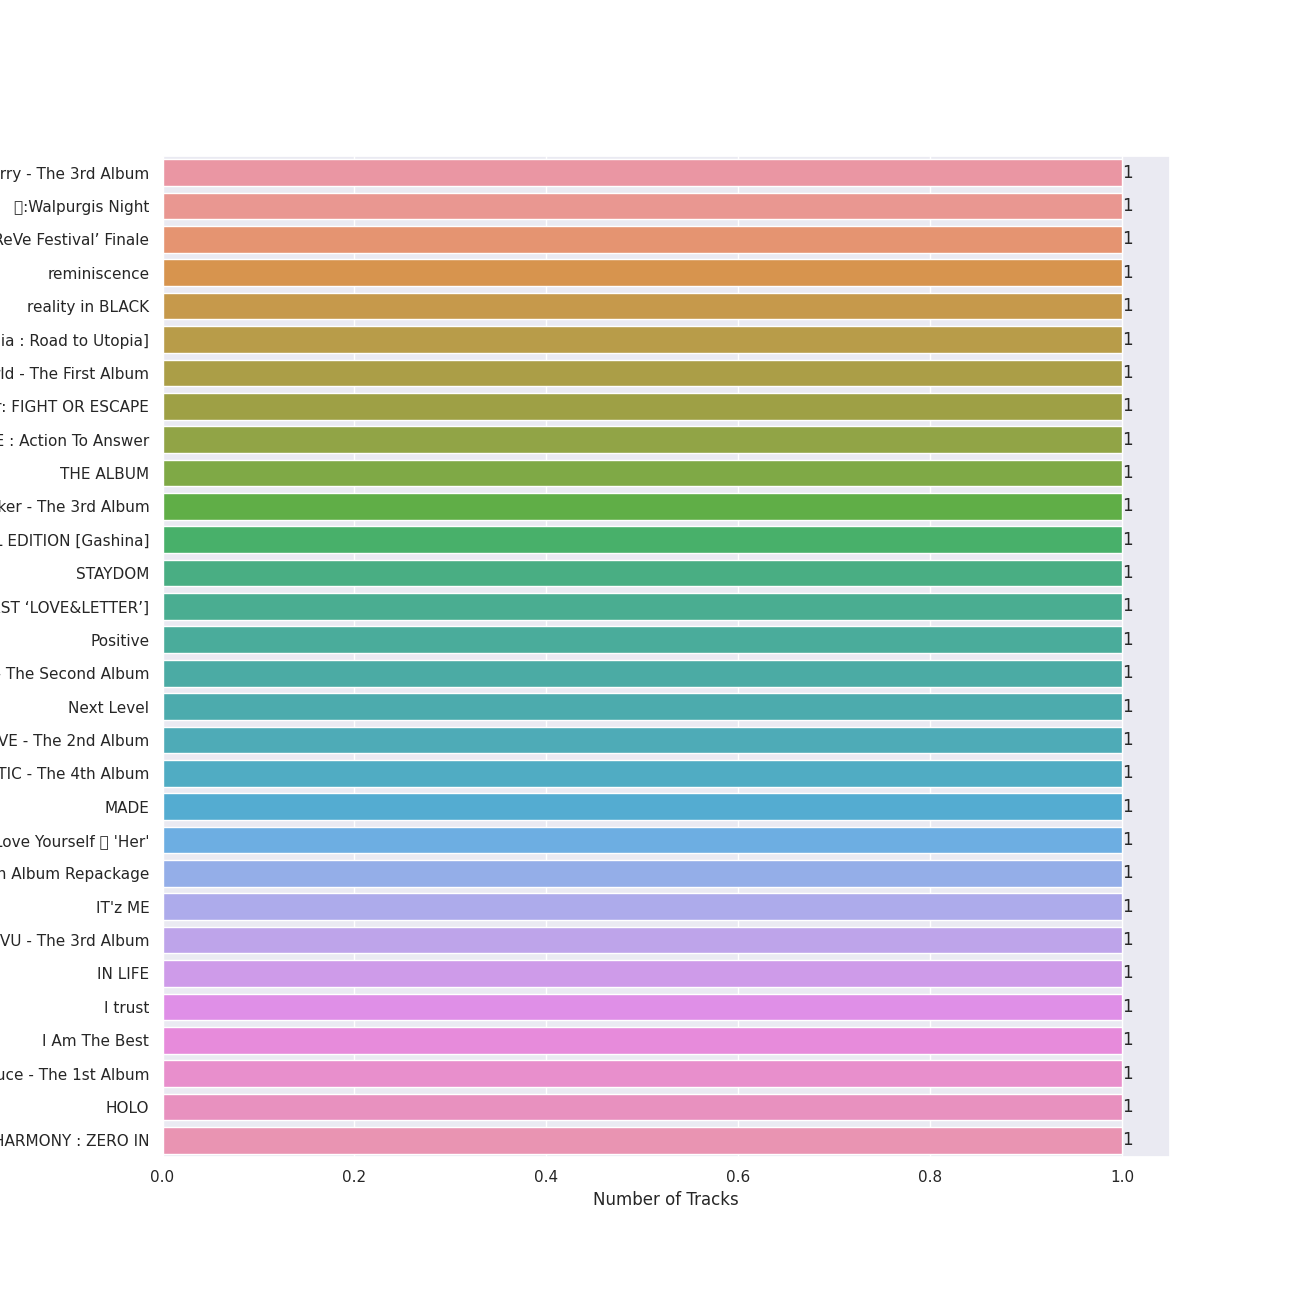 rry - The 3rd Album 1
:Walpurgis Night 1
ReVe Festival’ Finale 1
reminiscence 1
reality in BLACK 1
ia : Road to Utopia] 1
ld - The First Album 1
r: FIGHT OR ESCAPE 1
E : Action To Answer 1
THE ALBUM 1
ker - The 3rd Album 1
L EDITION [Gashina] 1
STAYDOM 1
ST ‘LOVE&LETTER’] 1
Positive 1
- The Second Album 1
Next Level 1
VE - The 2nd Album 1
TIC - The 4th Album 1
MADE 1
Love Yourself 'Her' 1
h Album Repackage 1
IT'z ME 1
VU - The 3rd Album 1
IN LIFE 1
I trust 1
I Am The Best 1
uce - The 1st Album 1
HOLO 1
HARMONY : ZERO IN 1
0.0 0.2 0.4 0.6 0.8 1.0
Number of Tracks